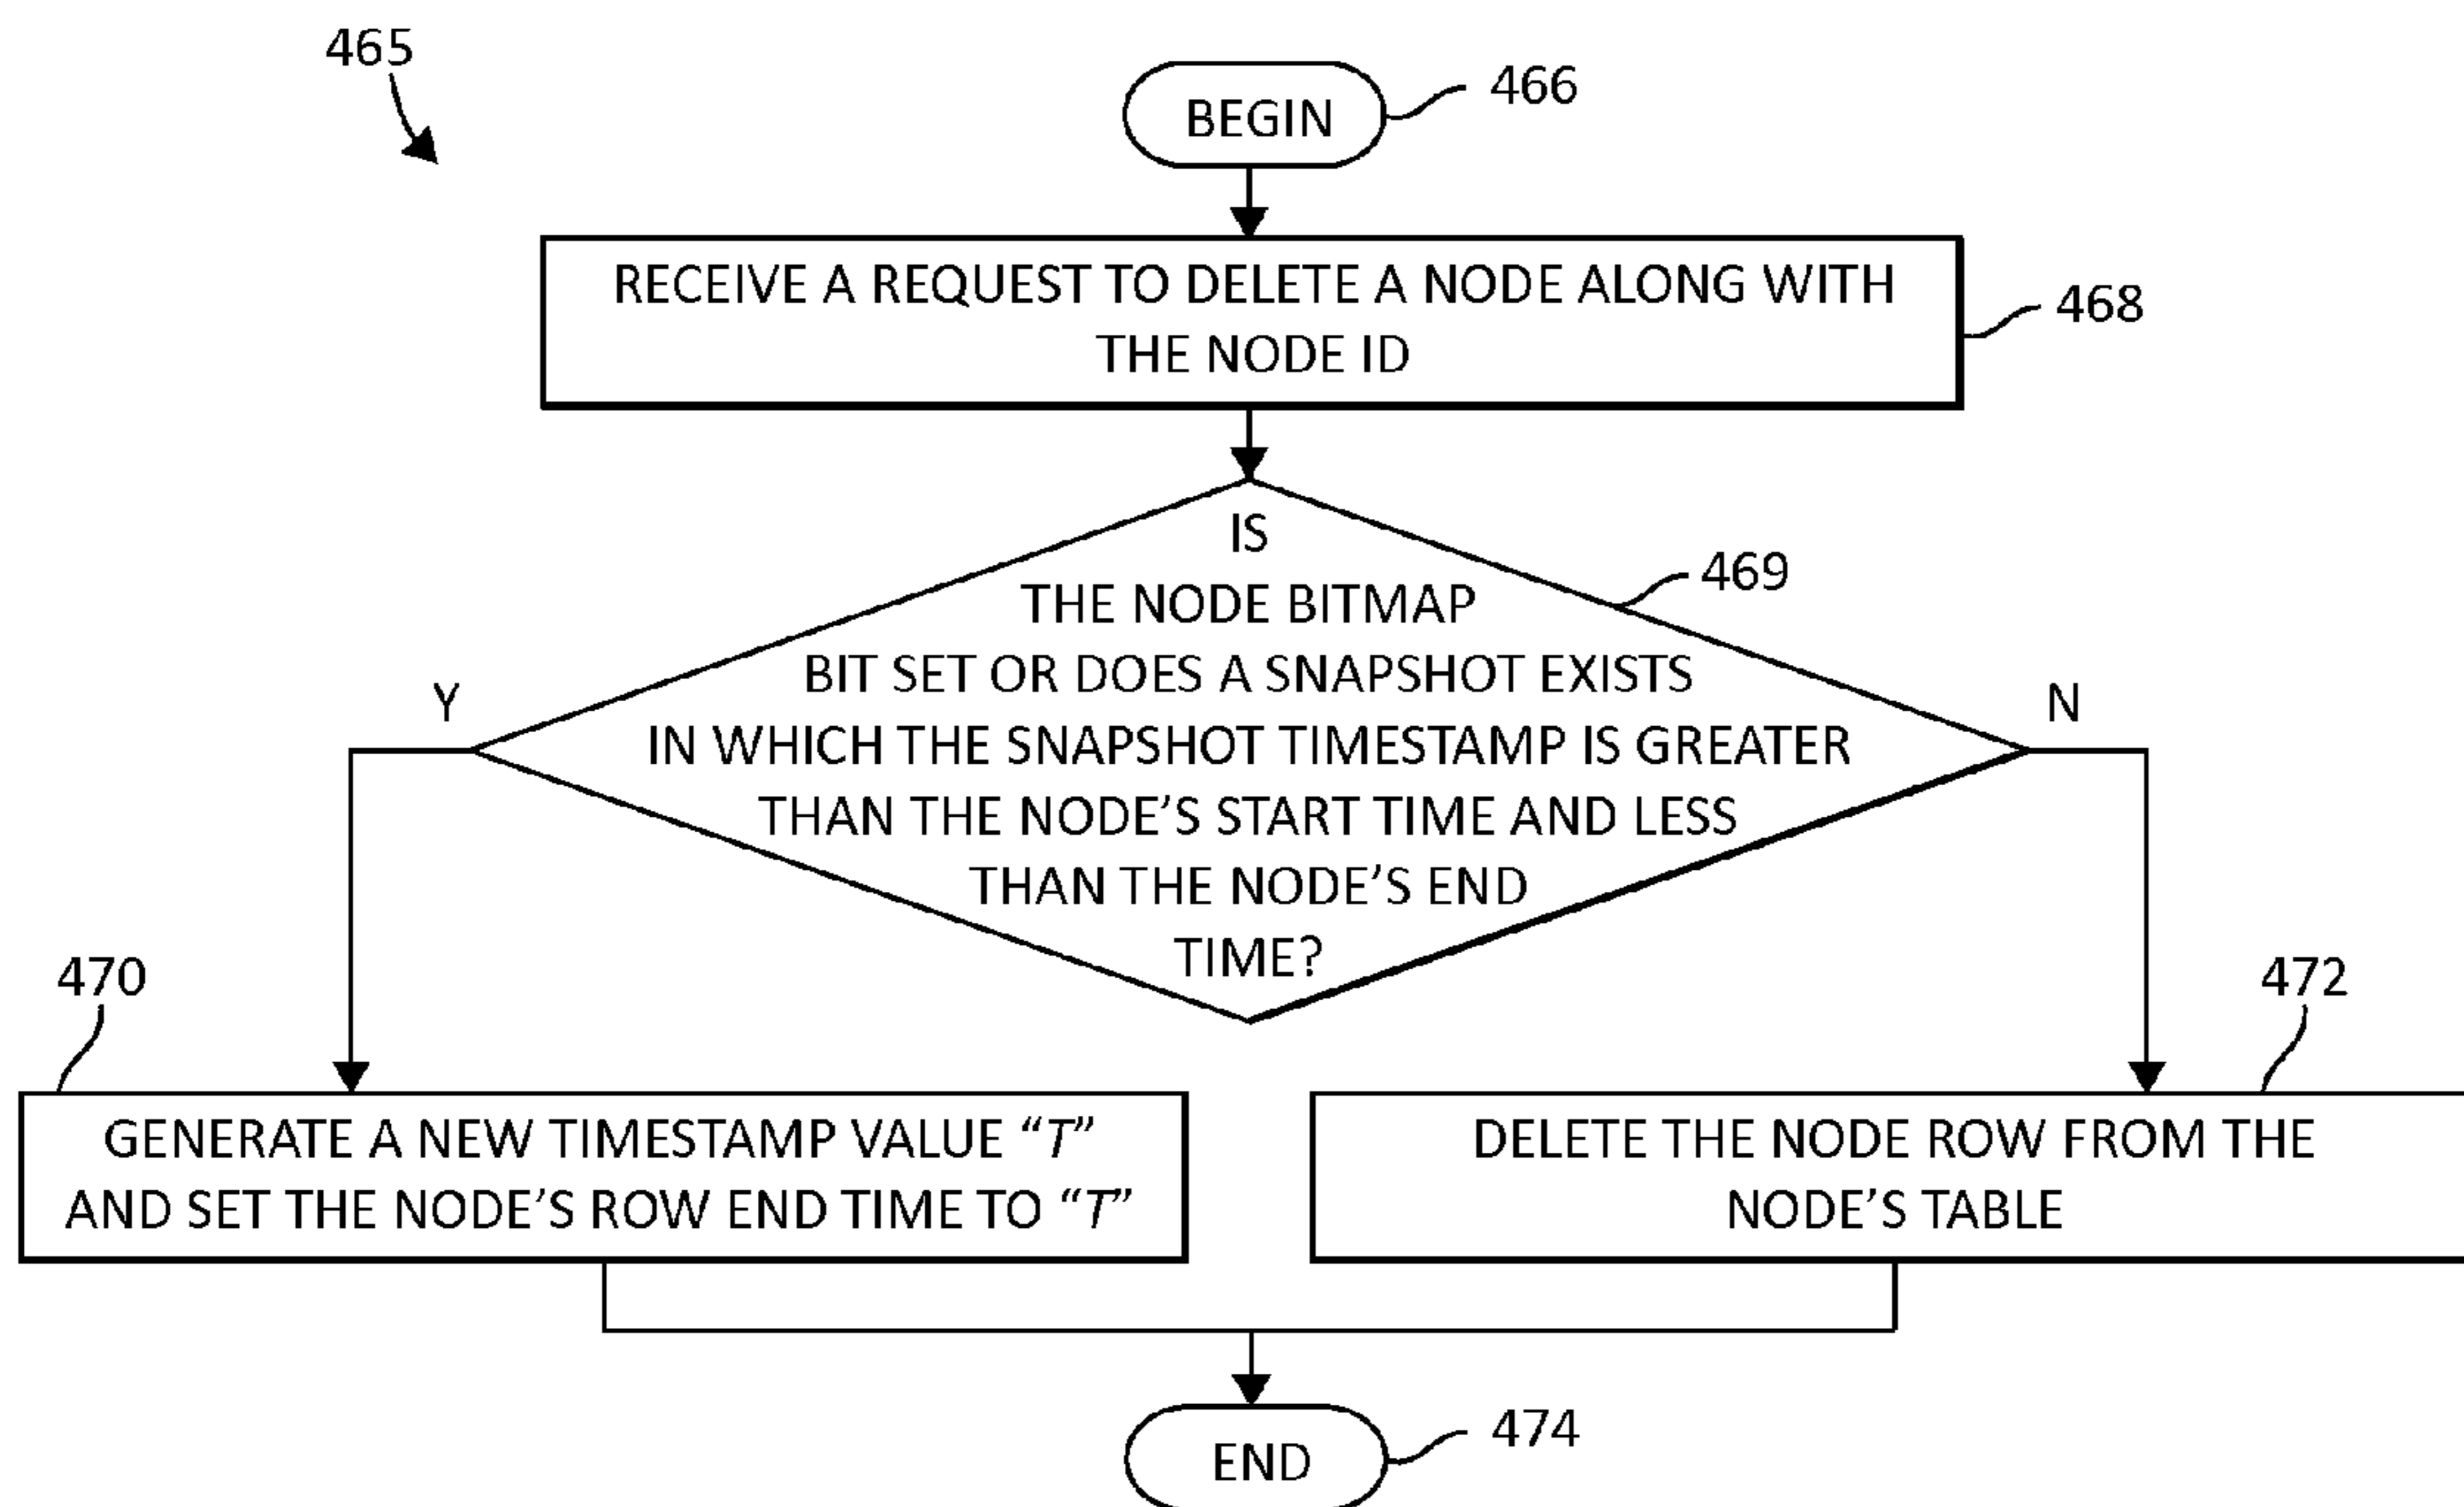 465
BEGIN
466
RECEIVE A REQUEST TO DELETE A NODE ALONG WITH
THE NODE ID
468
IS
THE NODE BITMAP
BIT SET OR DOES A SNAPSHOT EXISTS
IN WHICH THE SNAPSHOT TIMESTAMP IS GREATER
THAN THE NODE’S START TIME AND LESS
THAN THE NODE’S END
TIME?
469
Y
N
470
GENERATE A NEW TIMESTAMP VALUE “T”
AND SET THE NODE’S ROW END TIME TO “T”
472
DELETE THE NODE ROW FROM THE
NODE’S TABLE
END
474